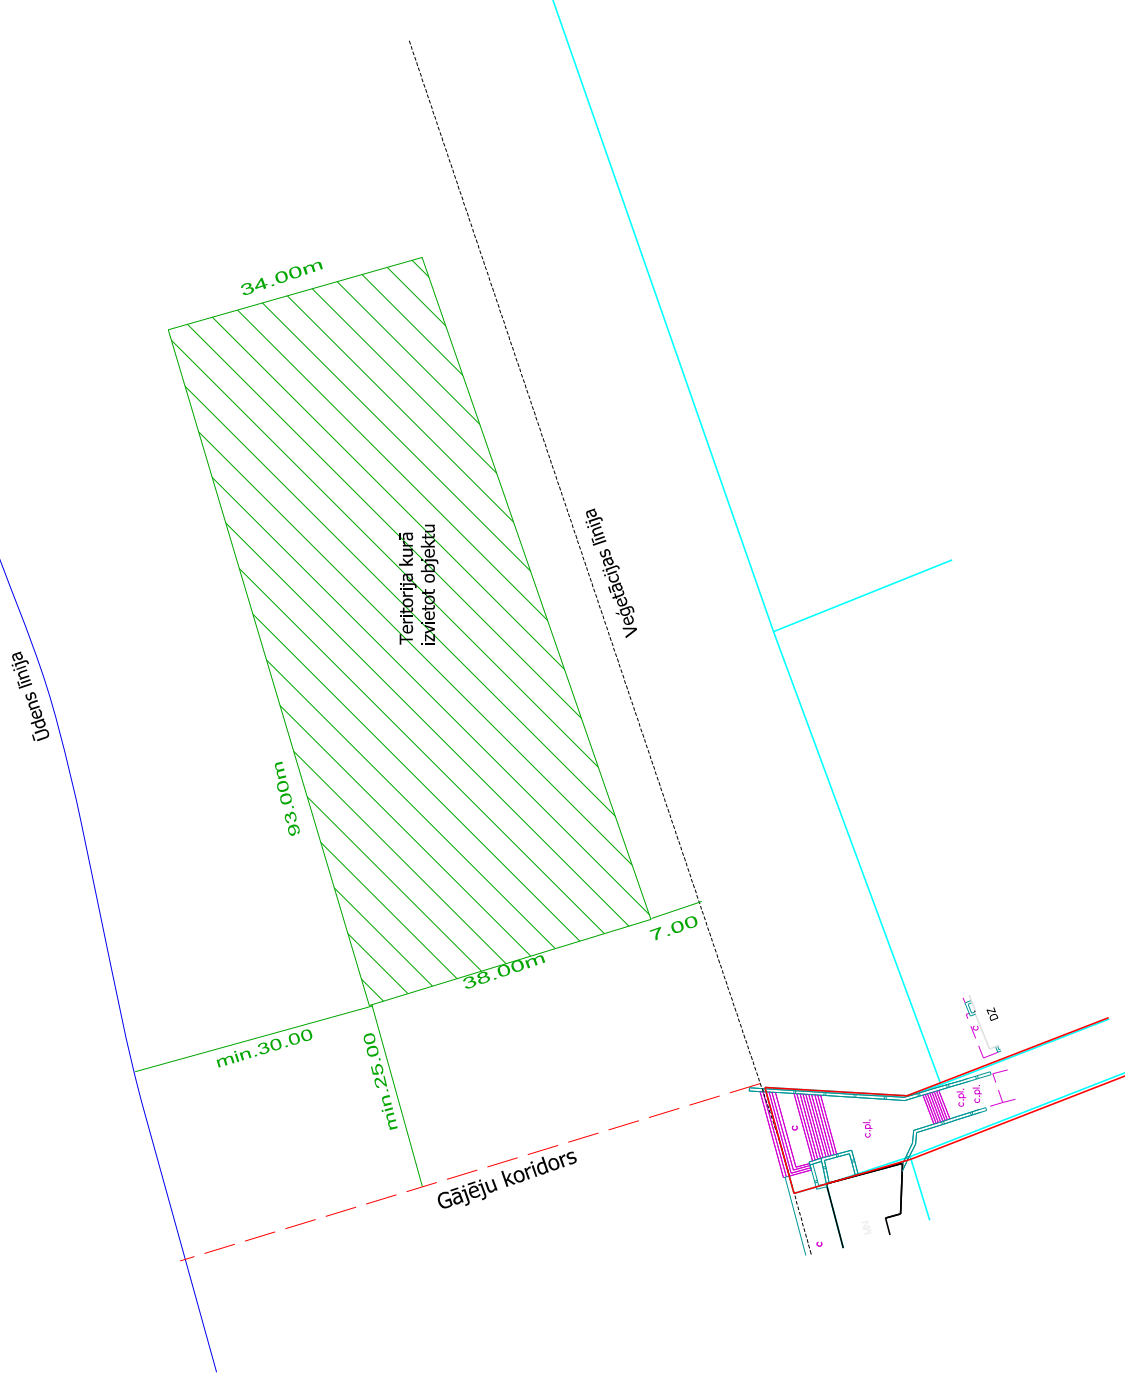 34.00m
Teritorija kurā
izvietot objektu
Veģetācijas līnija
Ūdens līnija
93.00m
7.00
38.00m
min.30.00
min.25.00
Gājēju koridors
DZ
c
c.pl.
c.pl.
c.pl.
c
c